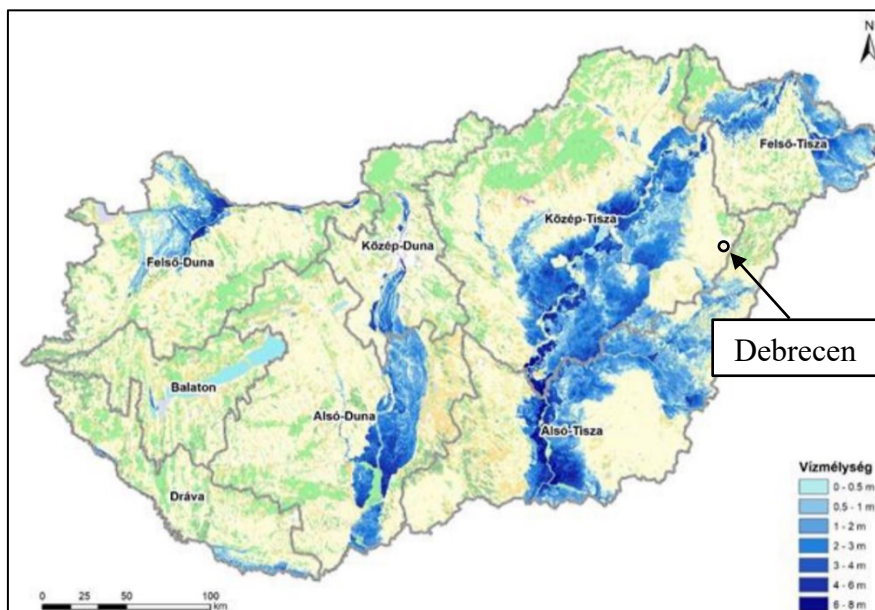 N
Felső-Tisza
Közép-Tisza
Közép-Duna
Felső-Duna
Debrecen
Balaton
Alsó-Duna
Alsó-Tisza
Dráva
Vízmélység
0 - 0.5 m
0.5 - 1 m
1 - 2 m
2 - 3 m
3 - 4 m
4 - 6 m
6 - 8 m
0 25 50 100
km